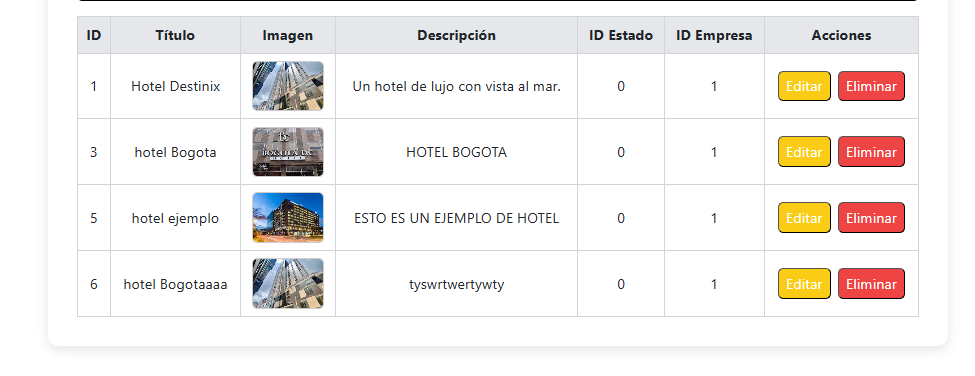 ID Título Imagen Descripción ID Estado ID Empresa Acciones
1 Hotel Destinix Un hotel de lujo con vista al mar. 0 1 Editar Eliminar
3 hotel Bogota HOTEL BOGOTA 0 1 Editar Eliminar
5 hotel ejemplo ESTO ES UN EJEMPLO DE HOTEL 0 1 Editar Eliminar
6 hotel Bogotaaaa tyswrtwertywty 0 1 Editar Eliminar